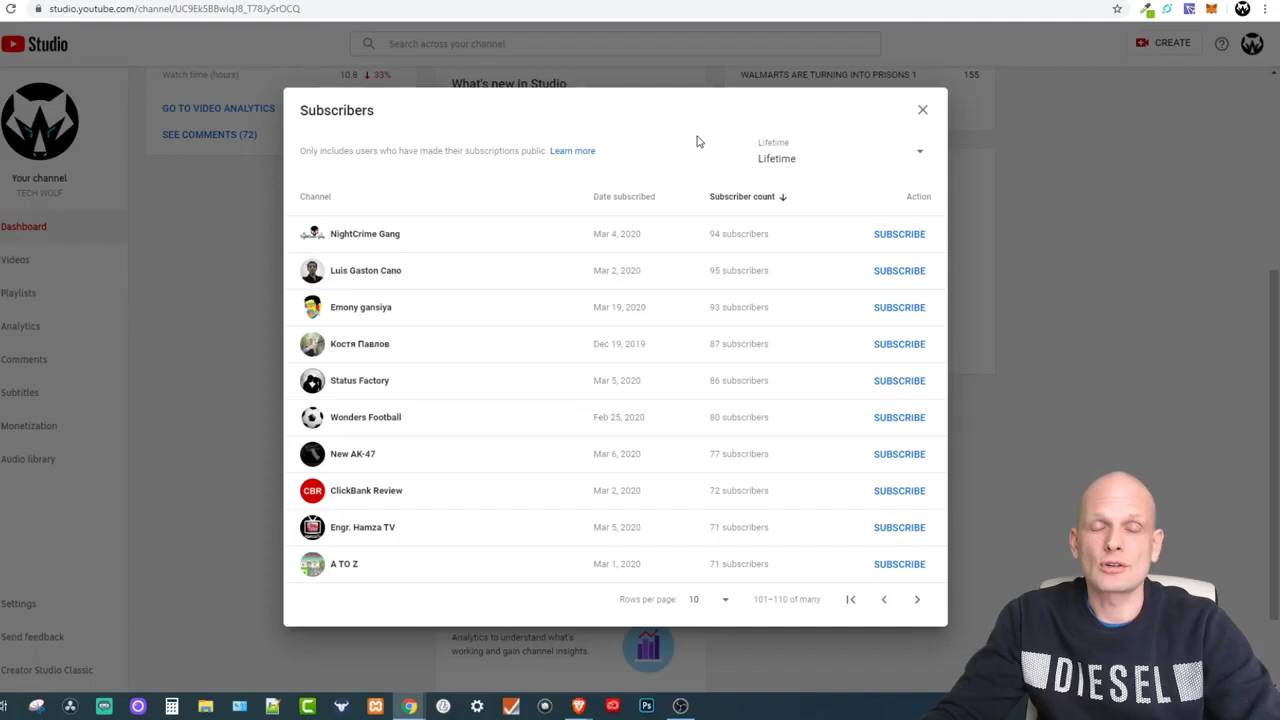 studio.youtube.com/channel/UC9Ek5BBwIqJ8_T78JySrOCQ
Studio
Search across your channel
CREATE
Watch time (hours) 10.8 33%
What's new in Studio
WALMARTS ARE TURNING INTO PRISONS 1 155
GO TO VIDEO ANALYTICS
SEE COMMENTS (72)
Your channel
TECH WOLF
Dashboard
Videos
Playlists
Analytics
Comments
Subtitles
Monetization
Audio library
Settings
Send feedback
Creator Studio Classic
Subscribers
Only includes users who have made their subscriptions public. Learn more
Lifetime
Lifetime
Channel Date subscribed Subscriber count Action
NightCrime Gang Mar 4, 2020 94 subscribers SUBSCRIBE
Luis Gaston Cano Mar 2, 2020 95 subscribers SUBSCRIBE
Emony gansiya Mar 19, 2020 93 subscribers SUBSCRIBE
Костя Павлов Dec 19, 2019 87 subscribers SUBSCRIBE
Status Factory Mar 5, 2020 86 subscribers SUBSCRIBE
Wonders Football Feb 25, 2020 80 subscribers SUBSCRIBE
New AK-47 Mar 6, 2020 77 subscribers SUBSCRIBE
CBR ClickBank Review Mar 2, 2020 72 subscribers SUBSCRIBE
Engr. Hamza TV Mar 5, 2020 71 subscribers SUBSCRIBE
A TO Z Mar 1, 2020 71 subscribers SUBSCRIBE
Rows per page: 10 101–110 of many
Analytics to understand what's
working and gain channel insights.
DIESEL
Ps